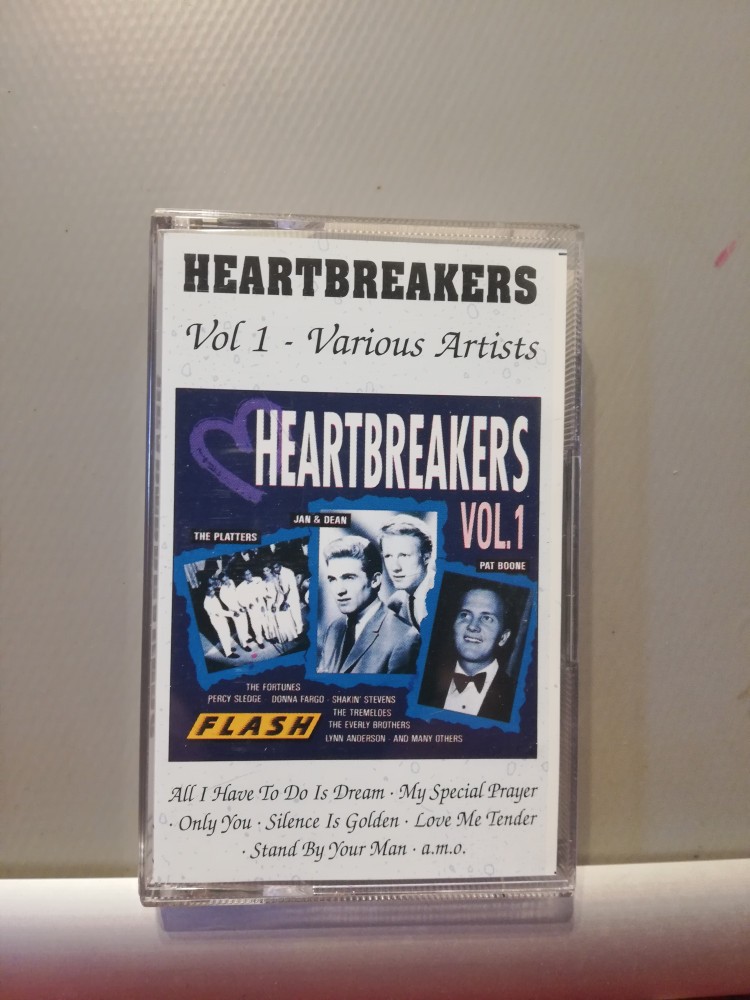 HEARTBREAKERS
Vol 1 - Various Artists
HEARTBREAKERS
VOL.1
JAN & DEAN
THE PLATTERS
PAT BOONE
THE FORTUNES
PERCY SLEDGE · DONNA FARGO · SHAKIN' STEVENS
THE TREMELOES
THE EVERLY BROTHERS
LYNN ANDERSON · AND MANY OTHERS
FLASH
All I Have To Do Is Dream · My Special Prayer
· Only You · Silence Is Golden · Love Me Tender
· Stand By Your Man · a.m.o.